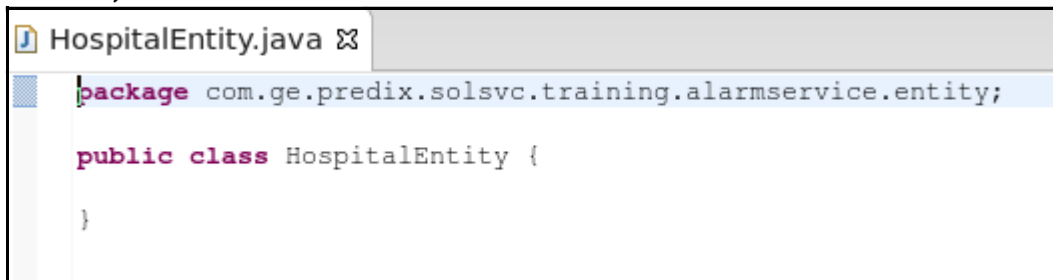 HospitalEntity.java
package com.ge.predix.solsvc.training.alarmservice.entity;
public class HospitalEntity {
}